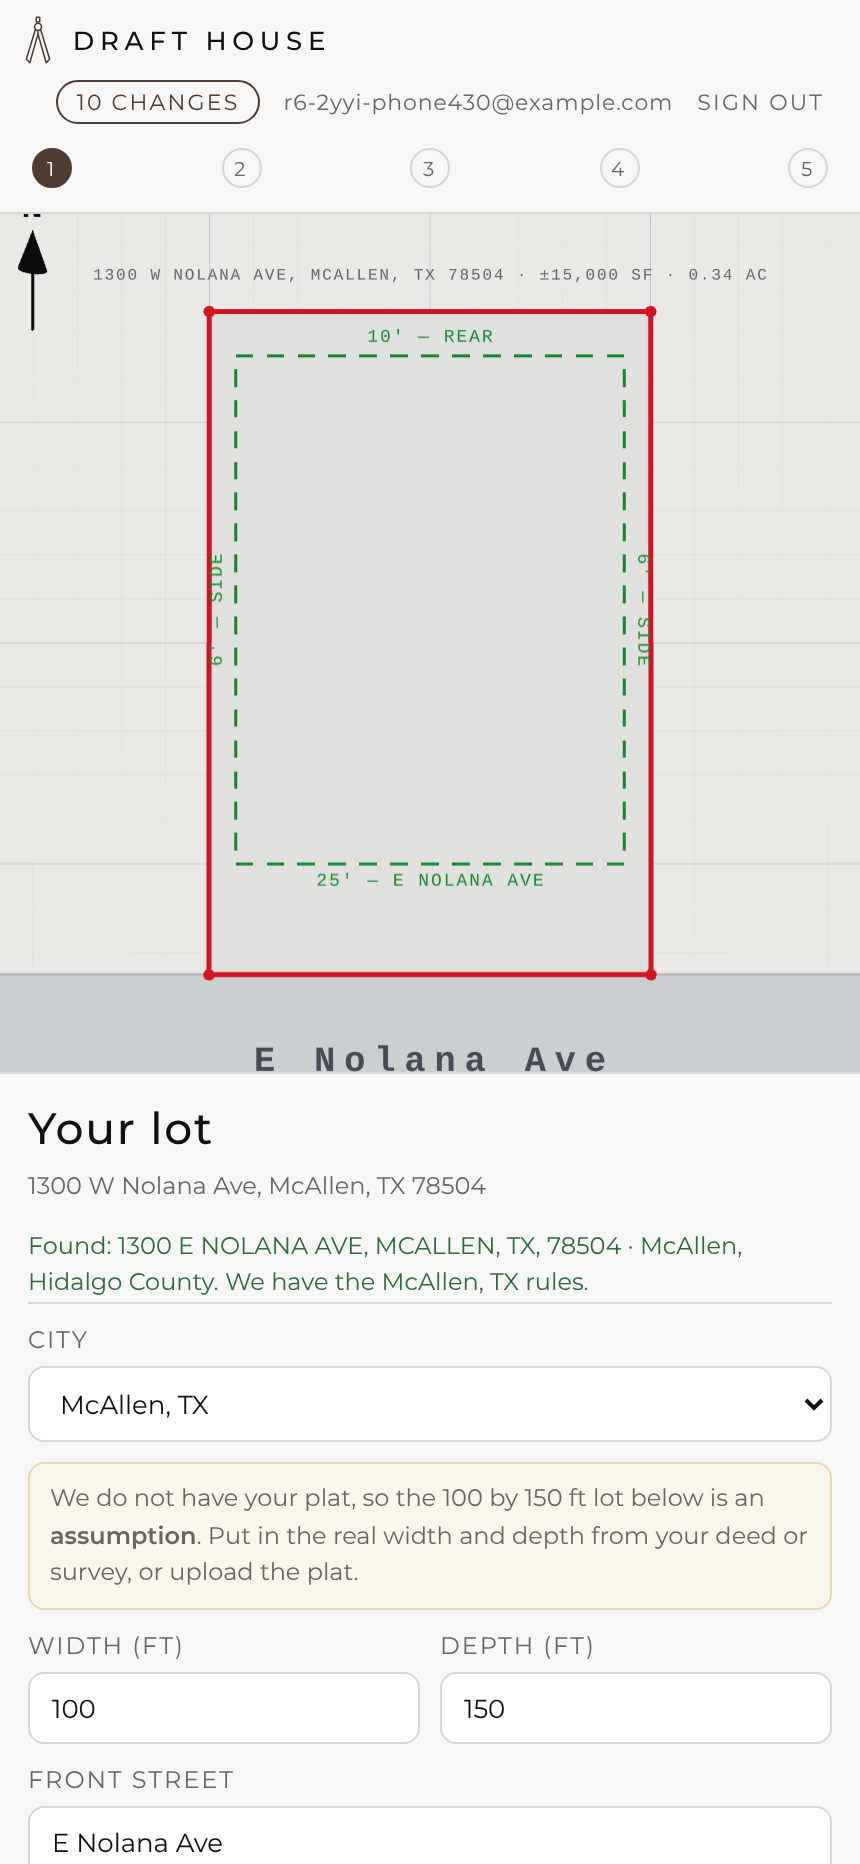 DRAFT HOUSE
10 CHANGES r6-2yyi-phone430@example.com SIGN OUT
1 2 3 4 5
1300 W NOLANA AVE, MCALLEN, TX 78504 · ±15,000 SF · 0.34 AC
10' — REAR
6' — SIDE
6' — SIDE
25' — E NOLANA AVE
E Nolana Ave
Your lot
1300 W Nolana Ave, McAllen, TX 78504
Found: 1300 E NOLANA AVE, MCALLEN, TX, 78504 · McAllen,
Hidalgo County. We have the McAllen, TX rules.
CITY
McAllen, TX
We do not have your plat, so the 100 by 150 ft lot below is an
assumption. Put in the real width and depth from your deed or
survey, or upload the plat.
WIDTH (FT) DEPTH (FT)
100 150
FRONT STREET
E Nolana Ave